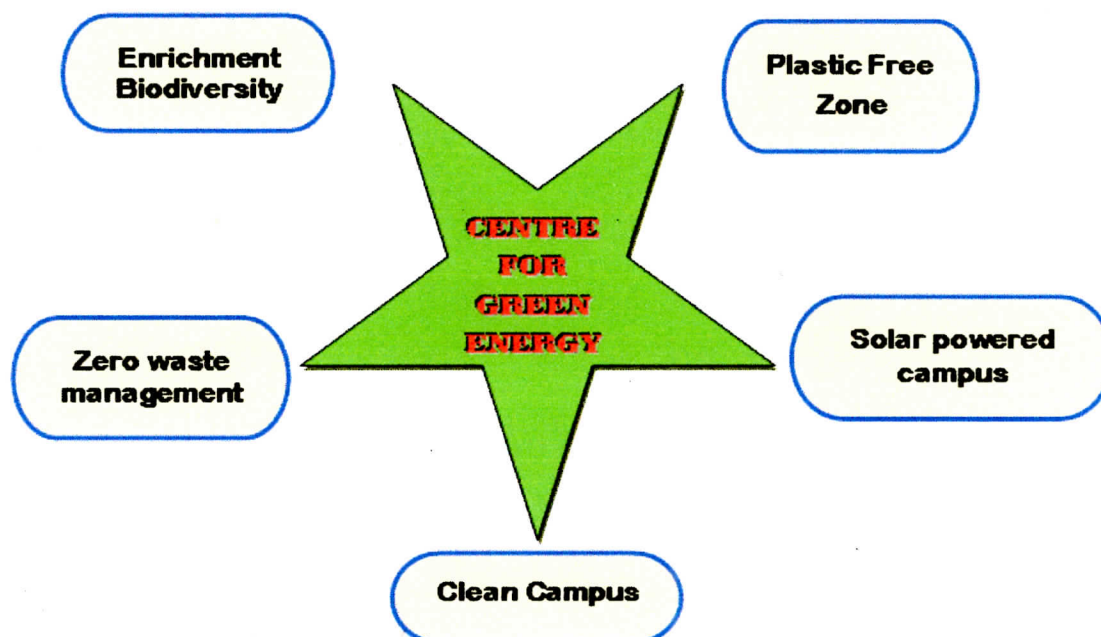 Enrichment
Biodiversity
Plastic Free
Zone
CENTRE
FOR
GREEN
ENERGY
Zero waste
management
Solar powered
campus
Clean Campus